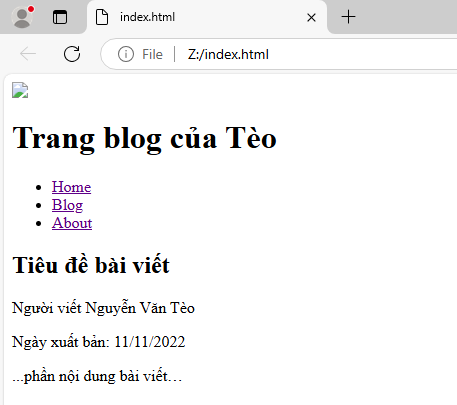 index.html
File
Z:/index.html
Trang blog của Tèo
Home
Blog
About
Tiêu đề bài viết
Người viết Nguyễn Văn Tèo
Ngày xuất bản: 11/11/2022
...phần nội dung bài viết…